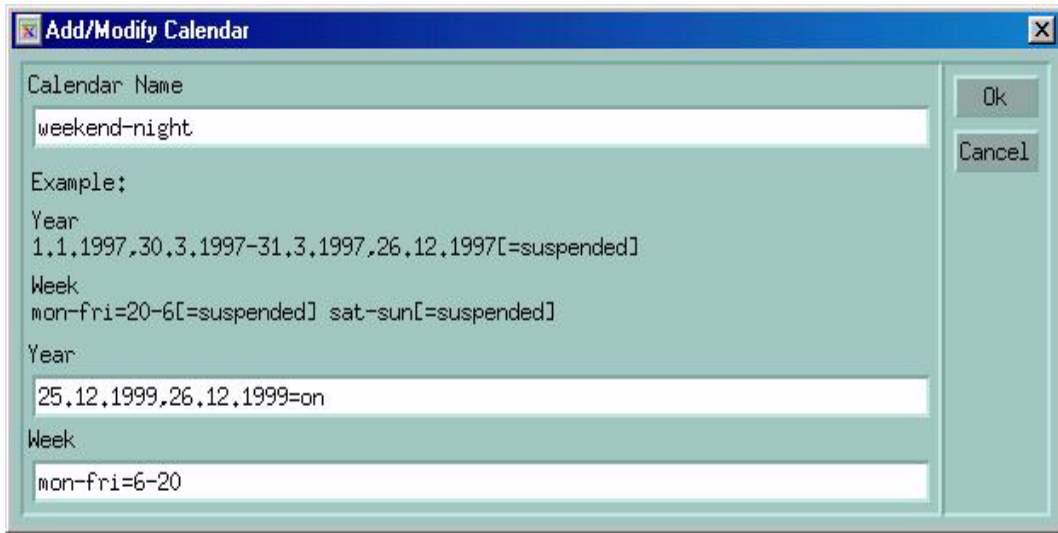 Add/Modify Calendar
Calendar Name
weekend-night
Ok
Cancel
Example:
Year
1.1.1997,30.3.1997-31.3.1997,26.12.1997[=suspended]
Week
mon-fri=20-6[=suspended] sat-sun[=suspended]
Year
25.12.1999,26.12.1999=on
Week
mon-fri=6-20